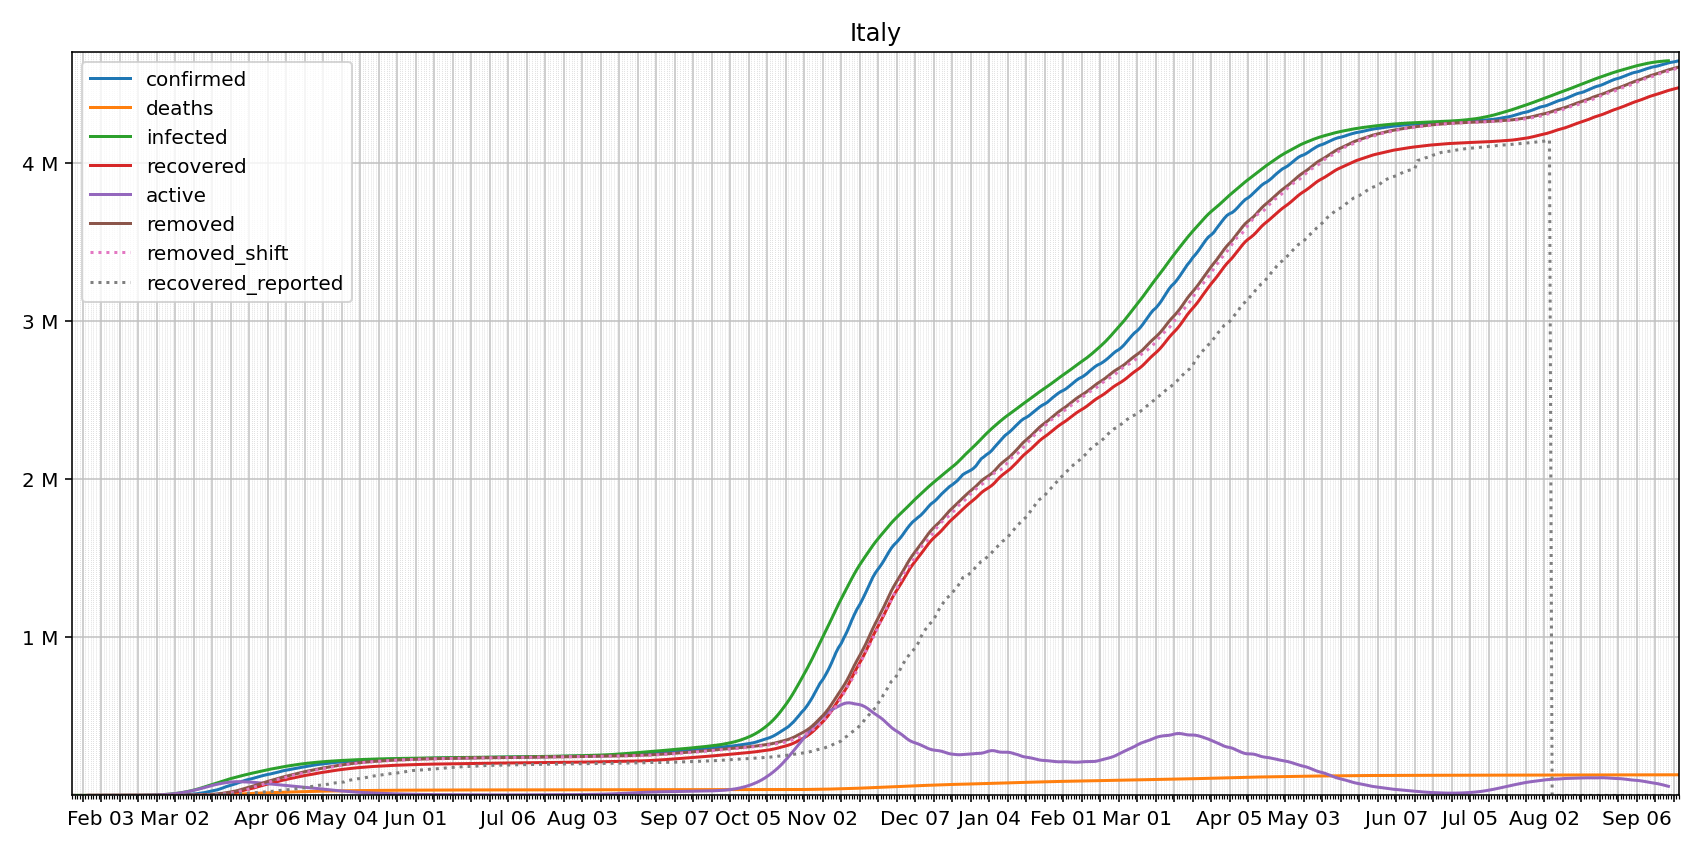 Italy
confirmed
deaths
infected
recovered
active
removed
removed_shift
recovered_reported
4 M
3 M
2 M
1 M
Feb 03 Mar 02 Apr 06 May 04 Jun 01 Jul 06 Aug 03 Sep 07 Oct 05 Nov 02 Dec 07 Jan 04 Feb 01 Mar 01 Apr 05 May 03 Jun 07 Jul 05 Aug 02 Sep 06